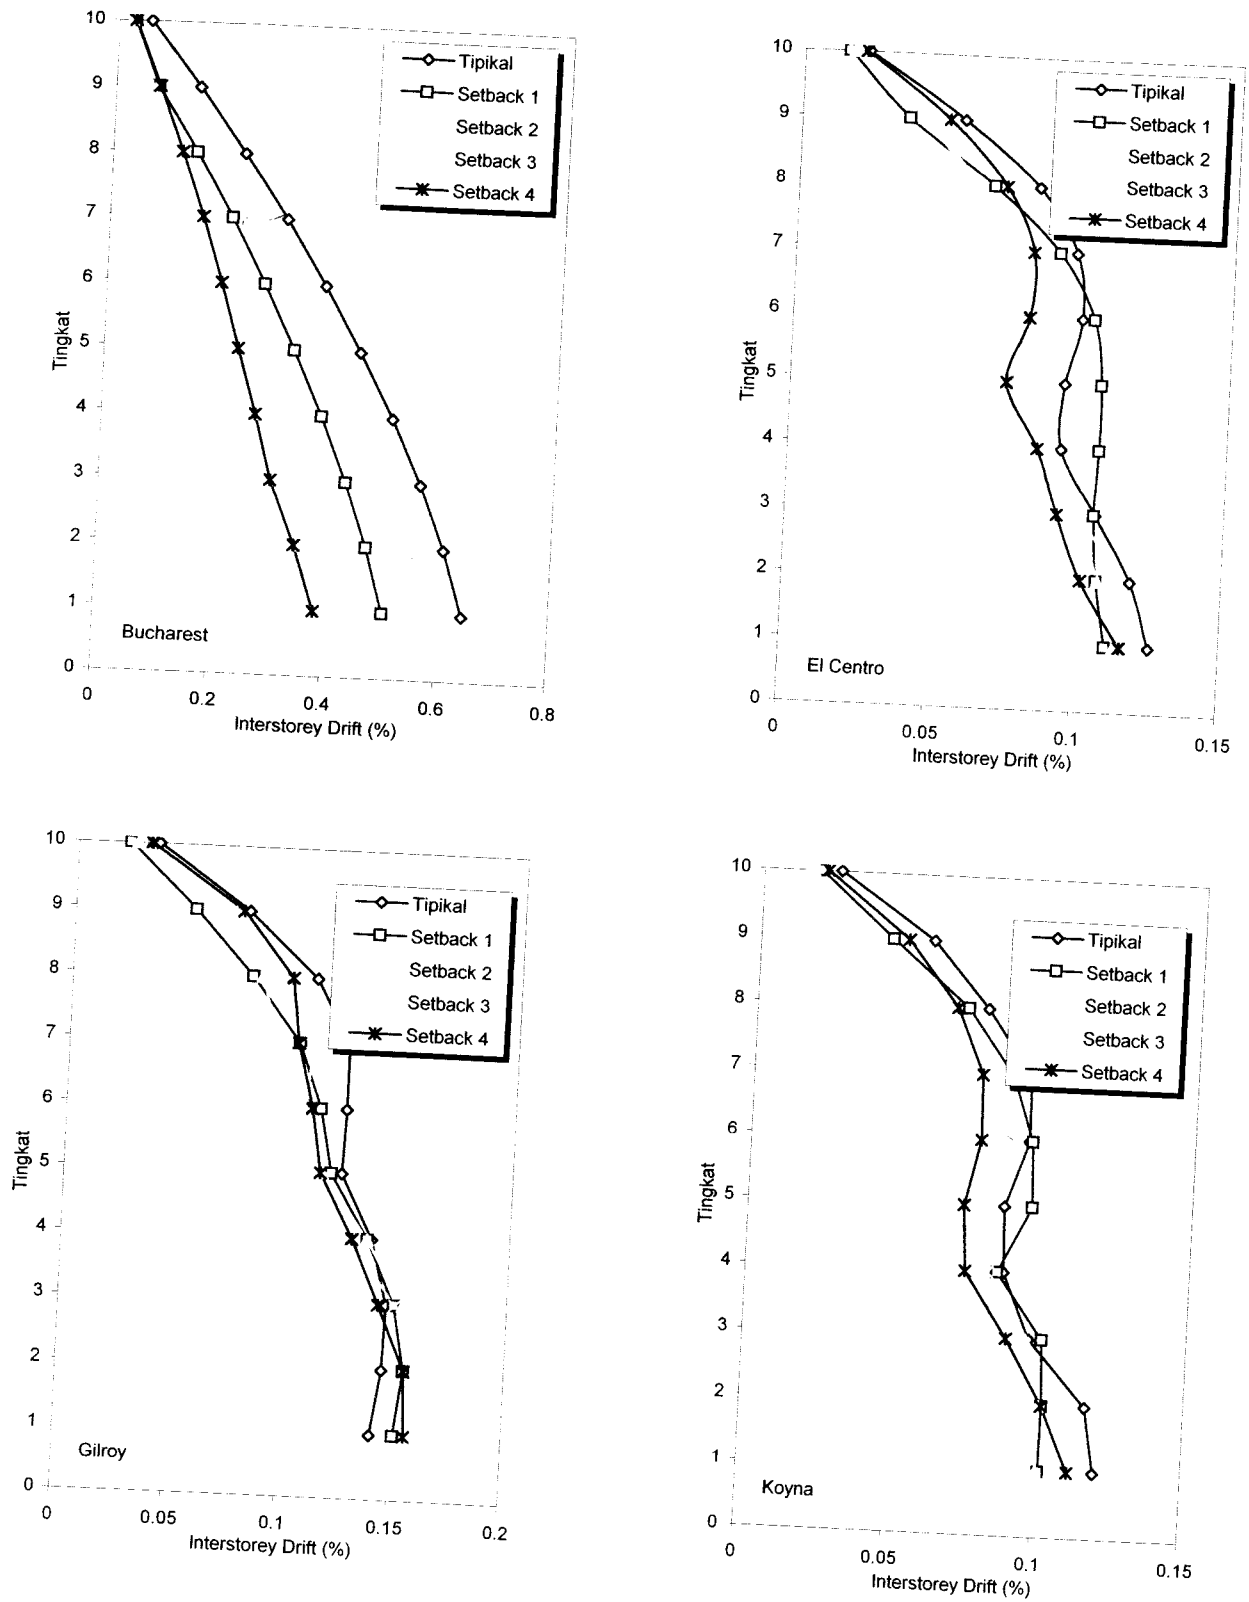 10
9
8
7
6
5
4
3
2
1
0
Tingkat
Tipikal
Setback 1
Setback 2
Setback 3
Setback 4
Bucharest
0 0.2 0.4 0.6 0.8
Interstorey Drift (%)
10
9
8
7
6
5
4
3
2
1
0
Tingkat
Tipikal
Setback 1
Setback 2
Setback 3
Setback 4
El Centro
0 0.05 0.1 0.15
Interstorey Drift (%)
10
9
8
7
6
5
4
3
2
1
0
Tingkat
Tipikal
Setback 1
Setback 2
Setback 3
Setback 4
Gilroy
0 0.05 0.1 0.15 0.2
Interstorey Drift (%)
10
9
8
7
6
5
4
3
2
1
0
Tingkat
Tipikal
Setback 1
Setback 2
Setback 3
Setback 4
Koyna
0 0.05 0.1 0.15
Interstorey Drift (%)